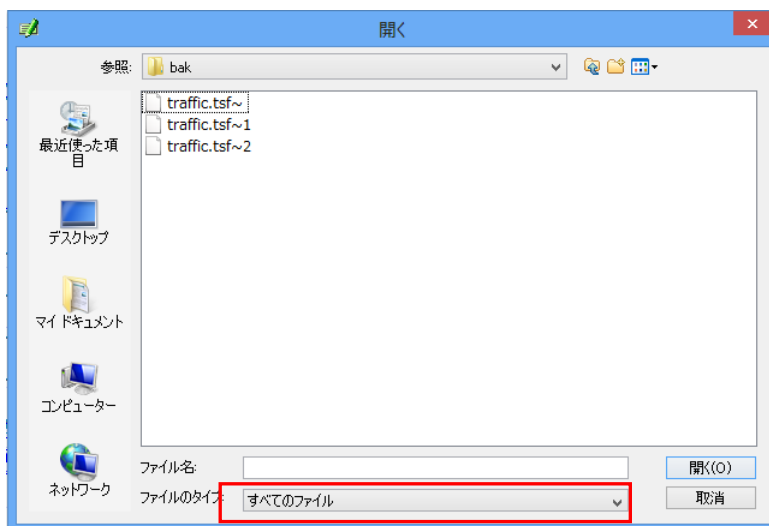 開く
参照:
bak
traffic.tsf~
traffic.tsf~1
traffic.tsf~2
最近使った項
目
デスクトップ
マイ ドキュメント
コンピューター
ネットワーク
ファイル名:
開く(O)
ファイルのタイプ:
すべてのファイル
取消